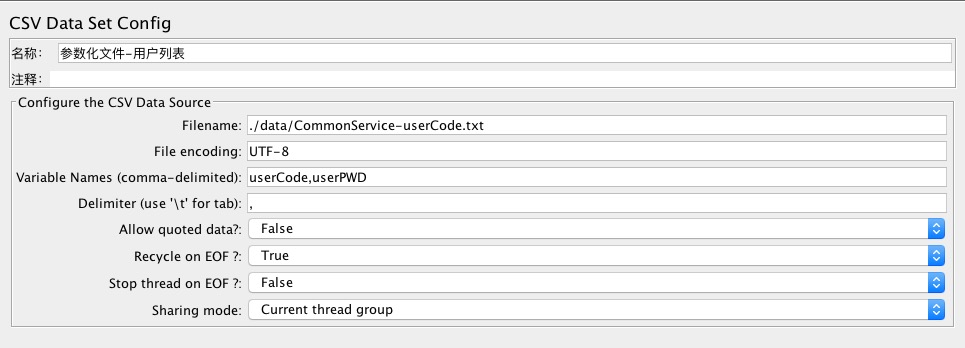 CSV Data Set Config
名称： 参数化文件-用户列表
注释：
Configure the CSV Data Source
Filename: ./data/CommonService-userCode.txt
File encoding: UTF-8
Variable Names (comma-delimited): userCode,userPWD
Delimiter (use '\t' for tab): ,
Allow quoted data?: False
Recycle on EOF ?: True
Stop thread on EOF ?: False
Sharing mode: Current thread group